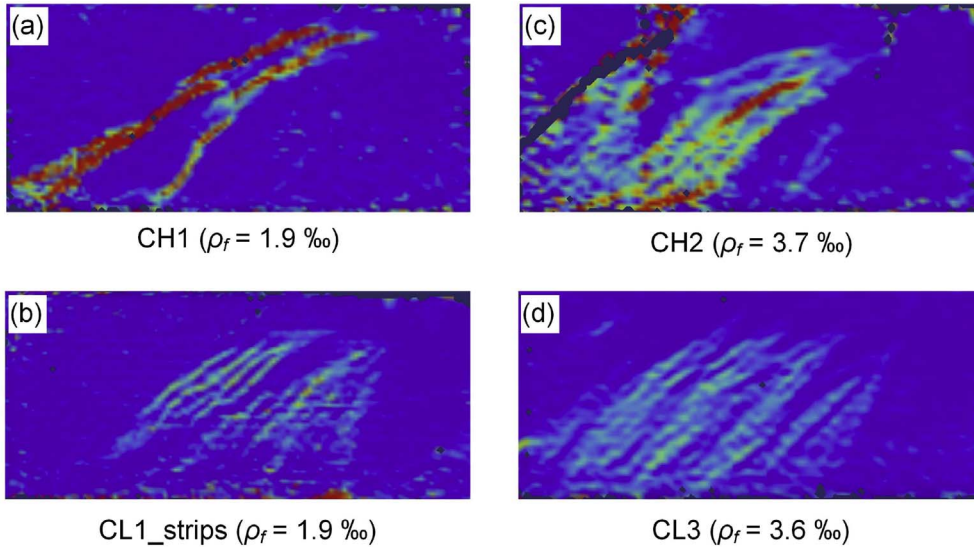 (a)
CH1 (ρf = 1.9 ‰)
(c)
CH2 (ρf = 3.7 ‰)
(b)
CL1_strips (ρf = 1.9 ‰)
(d)
CL3 (ρf = 3.6 ‰)